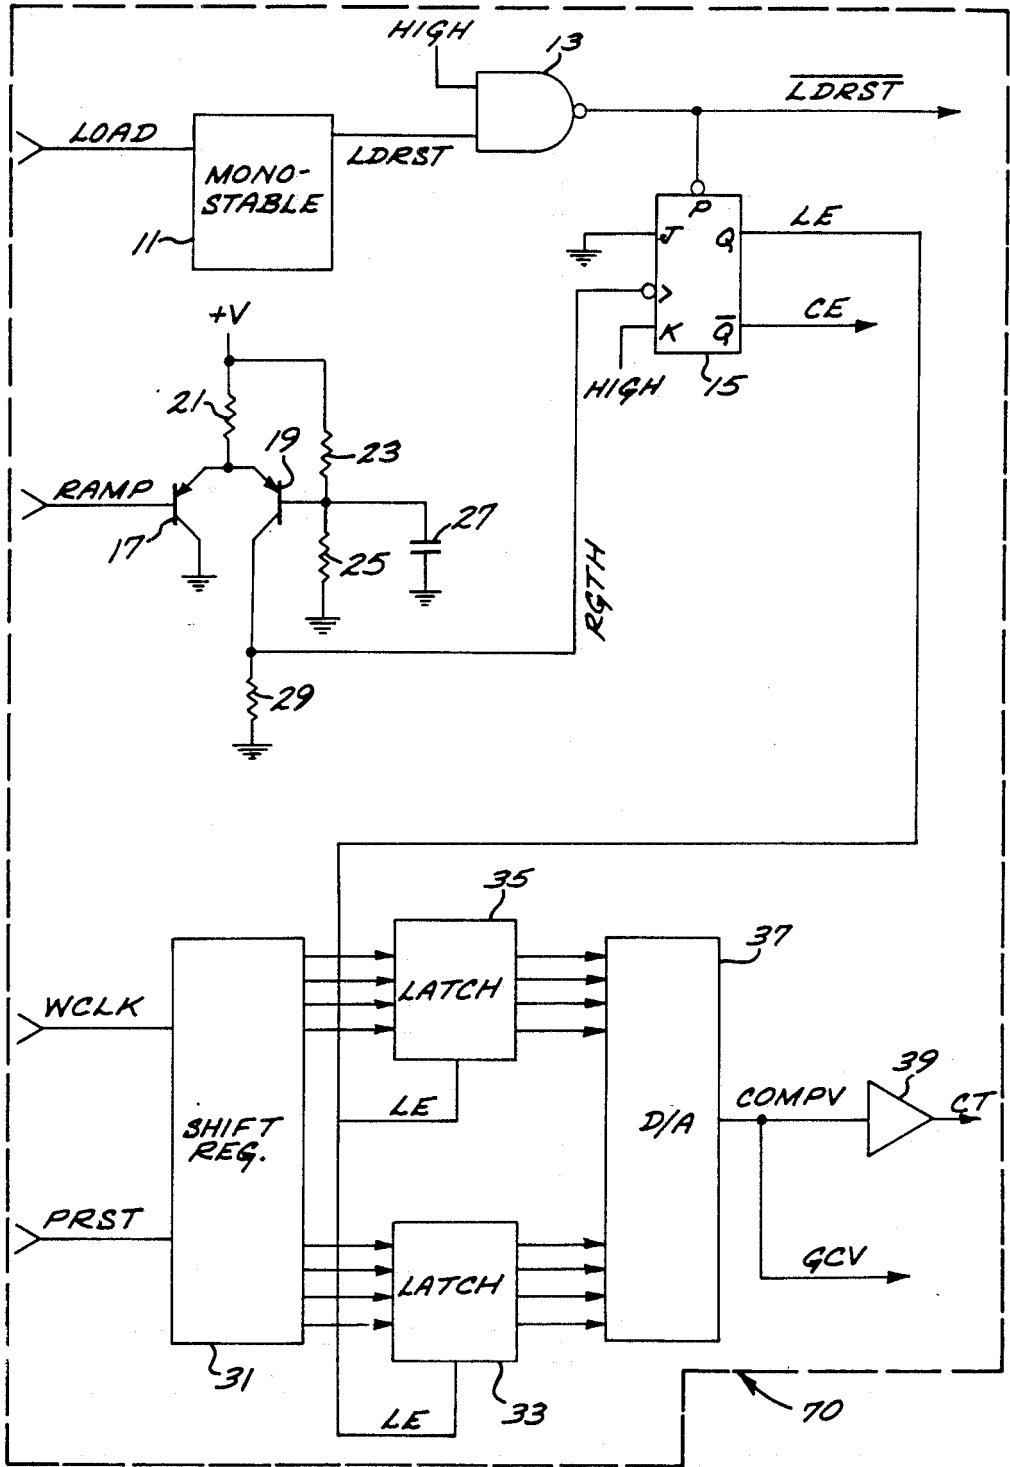 HIGH
13
LDRST
LOAD
LDRST
MONO-
STABLE
11
P
J
Q
LE
K
Q
CE
HIGH
15
+V
21
19
23
RAMP
17
25
27
RGTH
29
35
37
LATCH
WCLK
LE
39
COMPV
CT
D/A
SHIFT
REG.
PRST
LATCH
GCV
31
33
LE
70